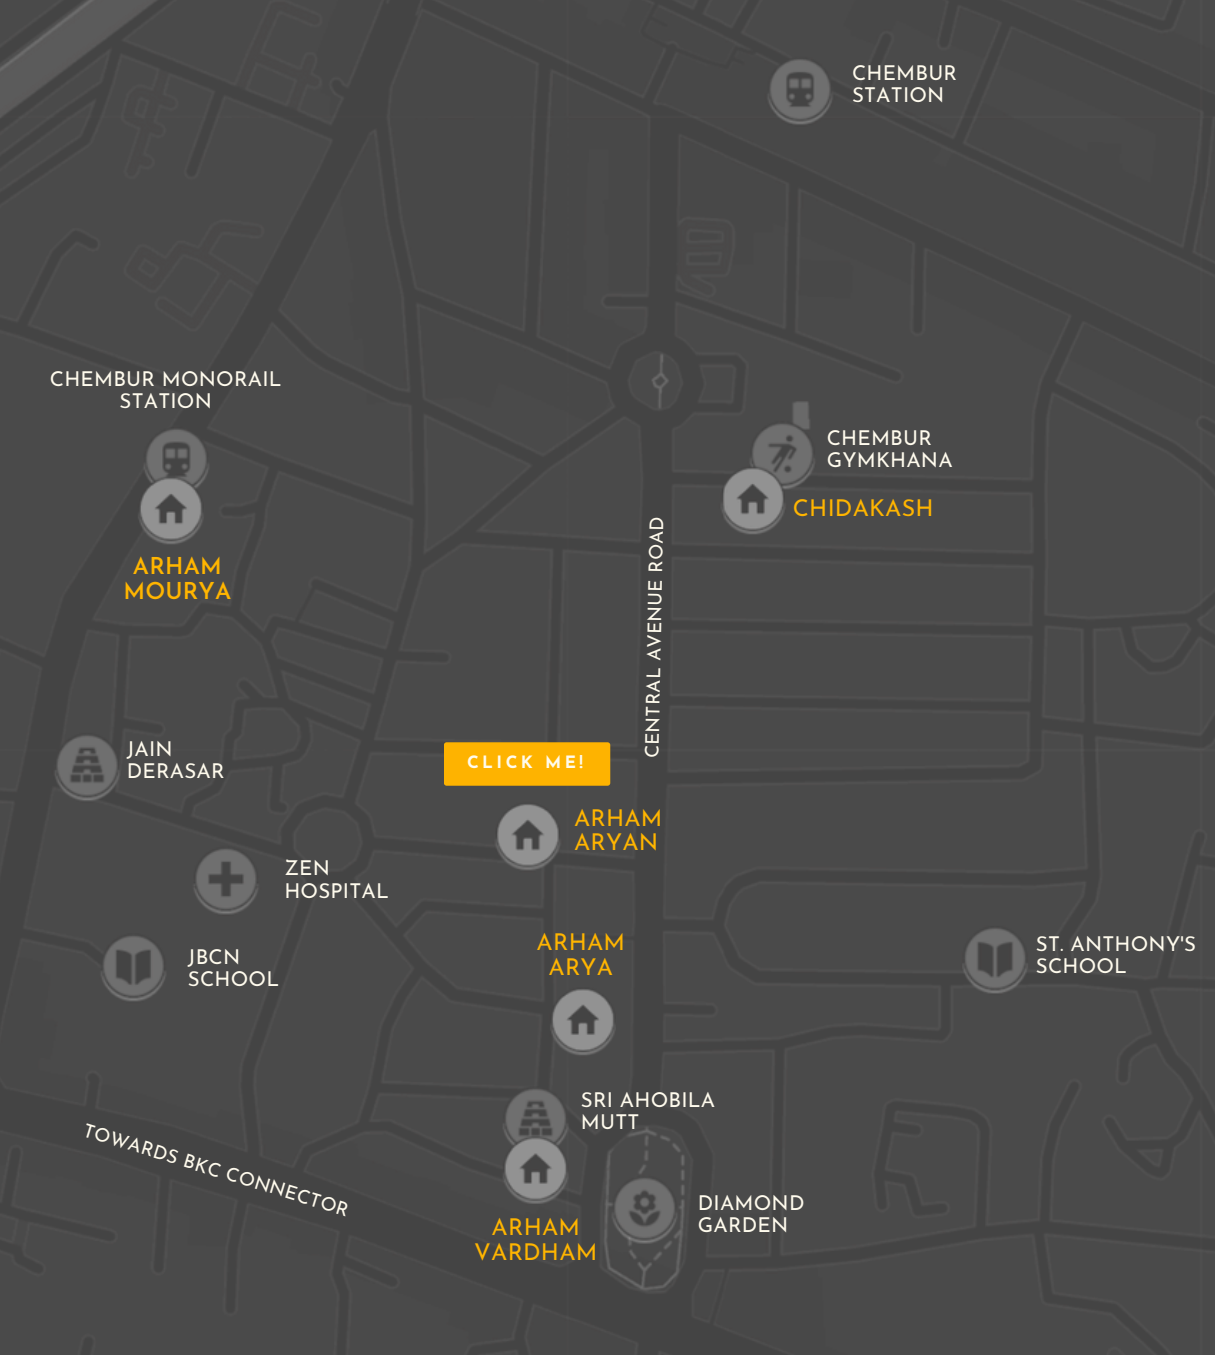 CHEMBUR
STATION
CHEMBUR MONORAIL
STATION
CHEMBUR
GYMKHANA
CHIDAKASH
ARHAM
MOURYA
CENTRAL AVENUE ROAD
JAIN
DERASAR
CLICK ME!
ARHAM
ARYAN
ZEN
HOSPITAL
ARHAM
ARYA
ST. ANTHONY'S
SCHOOL
JBCN
SCHOOL
SRI AHOBILA
MUTT
TOWARDS BKC CONNECTOR
DIAMOND
GARDEN
ARHAM
VARDHAM